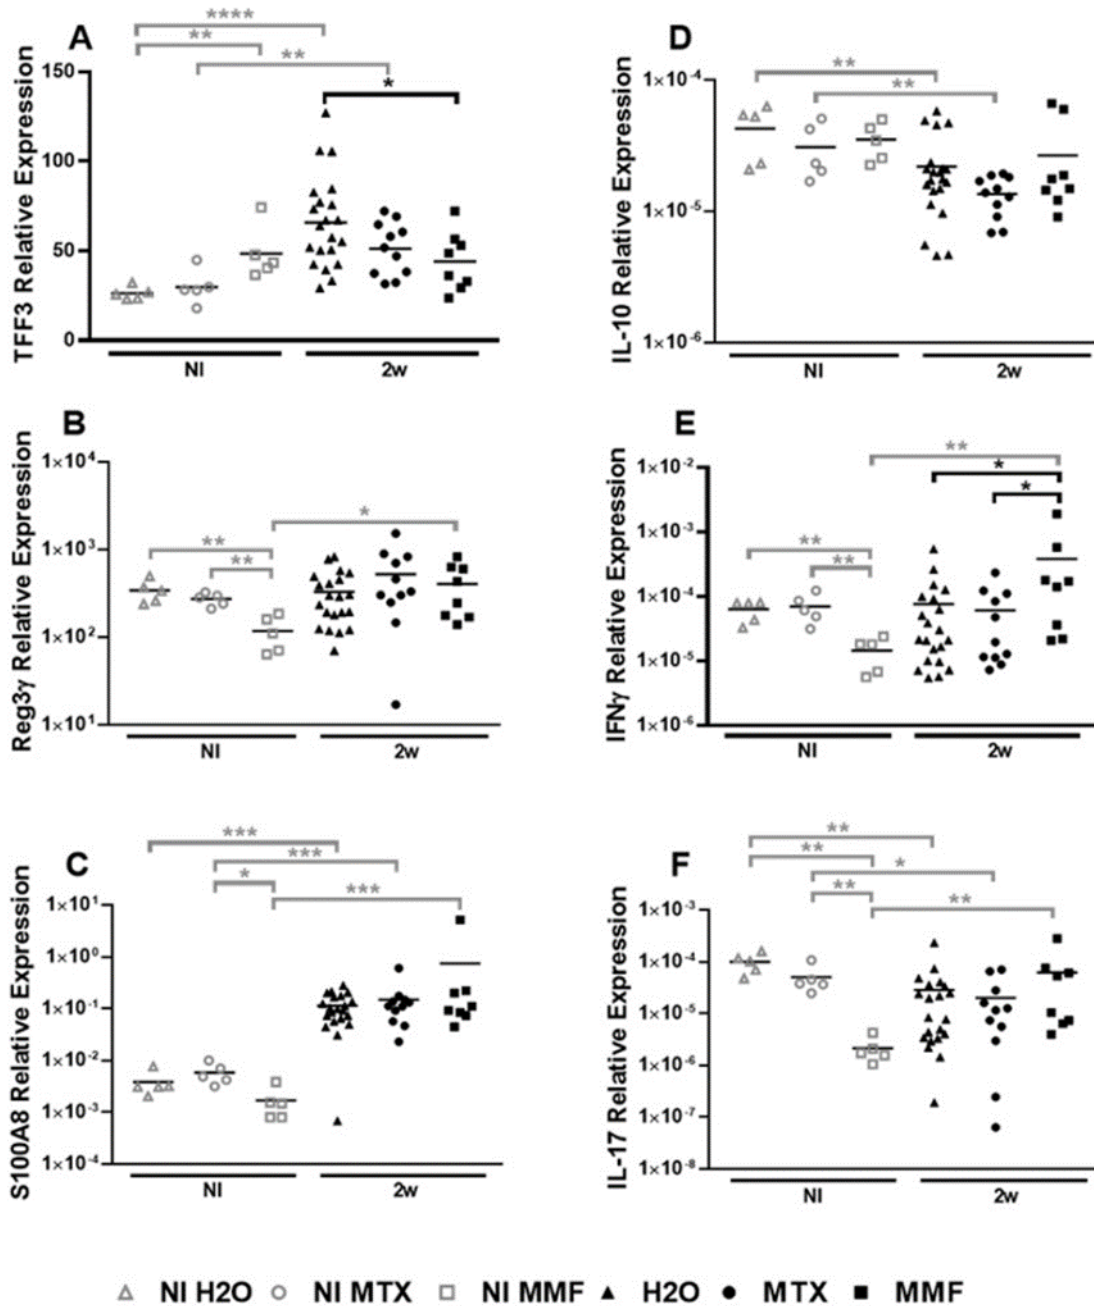 A
****
**
**
*
TFF3 Relative Expression
150
100
50
0
NI
2w
D
**
**
IL-10 Relative Expression
1×10-4
1×10-5
1×10-6
NI
2w
B
*
**
**
Reg3γ Relative Expression
1×104
1×103
1×102
1×101
NI
2w
E
**
*
*
**
**
IFNγ Relative Expression
1×10-2
1×10-3
1×10-4
1×10-5
1×10-6
NI
2w
C
***
***
*
***
S100A8 Relative Expression
1×101
1×100
1×10-1
1×10-2
1×10-3
1×10-4
NI
2w
F
**
**
*
**
**
IL-17 Relative Expression
1×10-3
1×10-4
1×10-5
1×10-6
1×10-7
1×10-8
NI
2w
NI H2O NI MTX NI MMF H2O MTX MMF